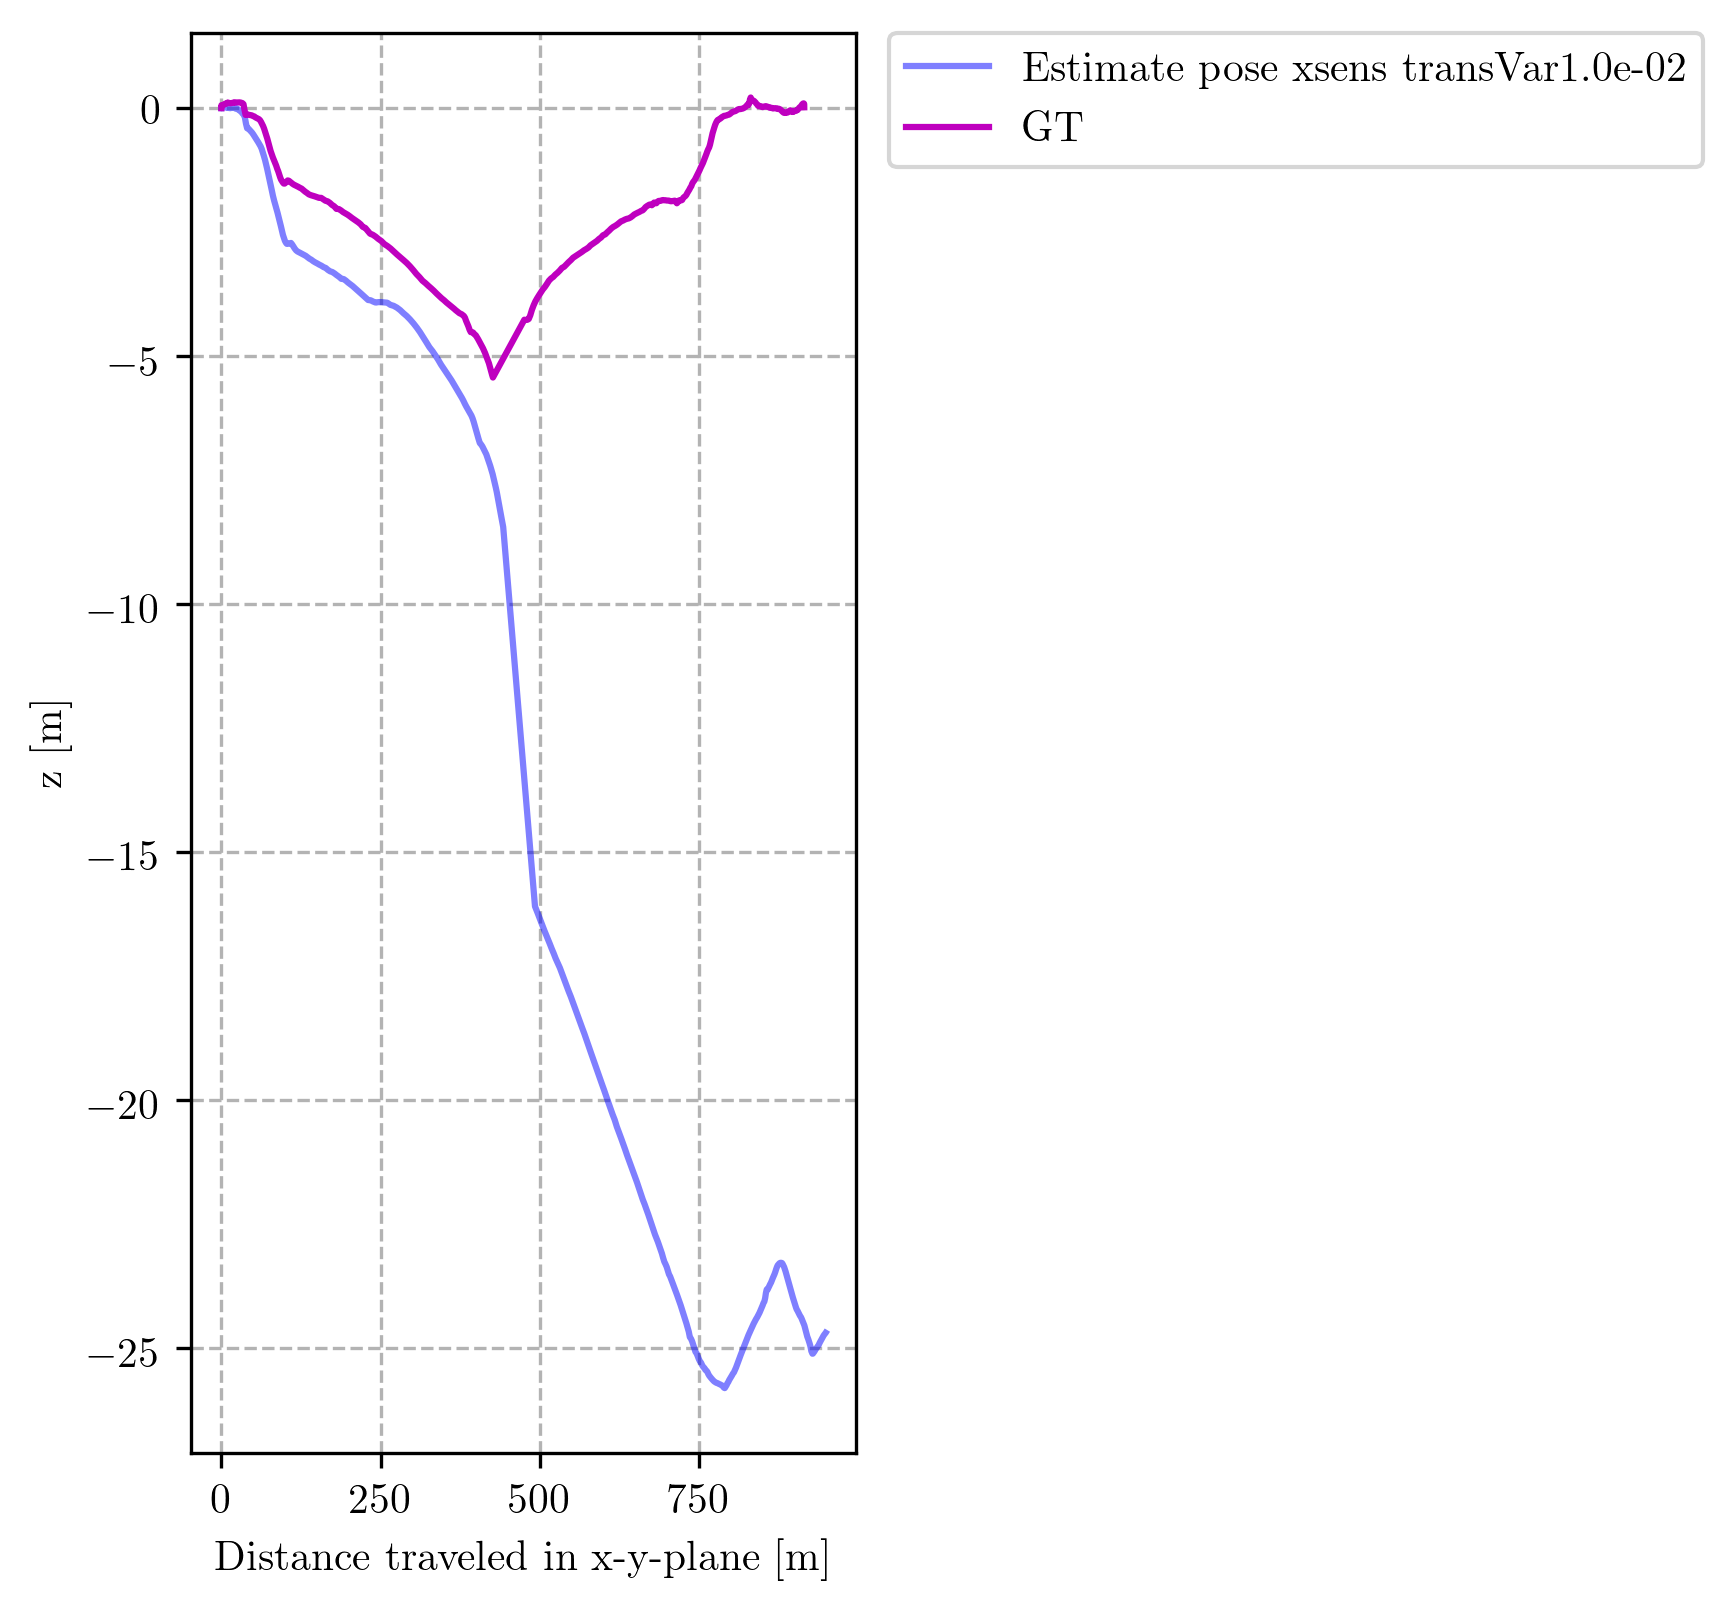 Estimate pose xsens transVar1.0e-02
GT
0
−5
−10
−15
−20
−25
z [m]
0 250 500 750
Distance traveled in x-y-plane [m]